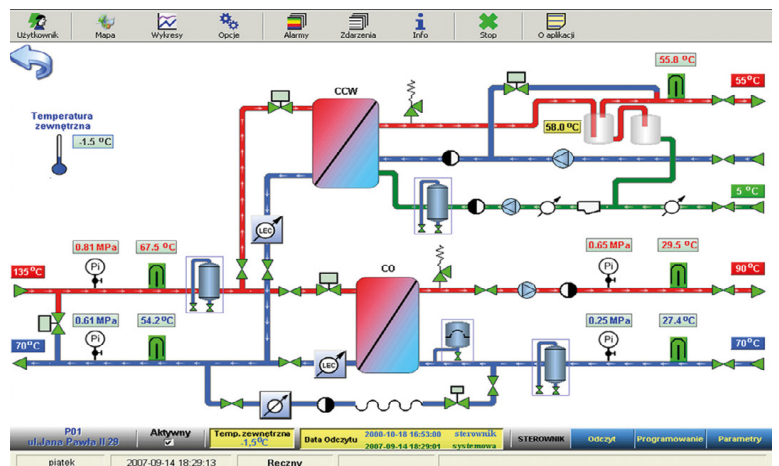 Użytkownik Mapa Wykresy Opcje Alarmy Zdarzenia Info Stop O aplikacji
55.8 °C
CCW
55°C
Temperatura
zewnętrzna
-1.5 °C
58.0 °C
5 °C
LEC
0.81 MPa 67.5 °C
CO
0.65 MPa 29.5 °C
135°C
Pi
Pi
90°C
0.61 MPa 54.2°C
0.25 MPa 27.4°C
70°C
Pi
LEC
Pi
70°C
P01
ul.Jana Pawła II 29
Aktywny
Temp. zewnętrzna
-1,5°C
Data Odczytu
2008-10-18 16:53:00 sterownik
2007-09-14 18:29:01 systemowa
STEROWNIK Odczyt Programowanie Parametry
piątek 2007-09-14 18:29:13 Ręczny